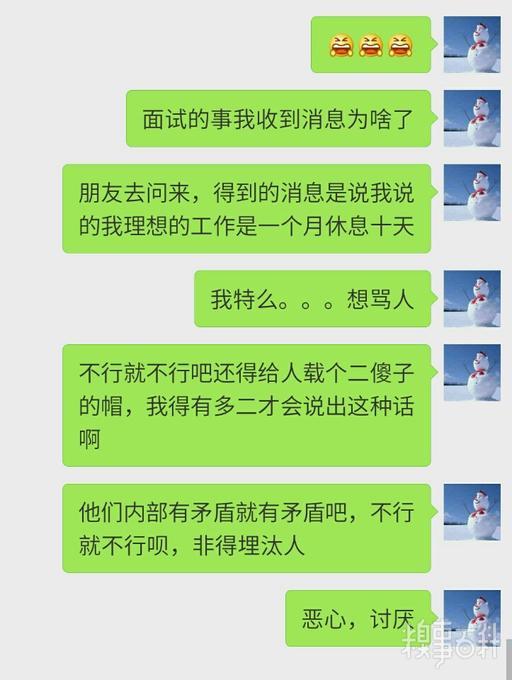 面试的事我收到消息为啥了
朋友去问来，得到的消息是说我说
的我理想的工作是一个月休息十天
我特么。。。想骂人
不行就不行吧还得给人载个二傻子
的帽，我得有多二才会说出这种话
啊
他们内部有矛盾就有矛盾吧，不行
就不行呗，非得埋汰人
恶心，讨厌
糗事百科